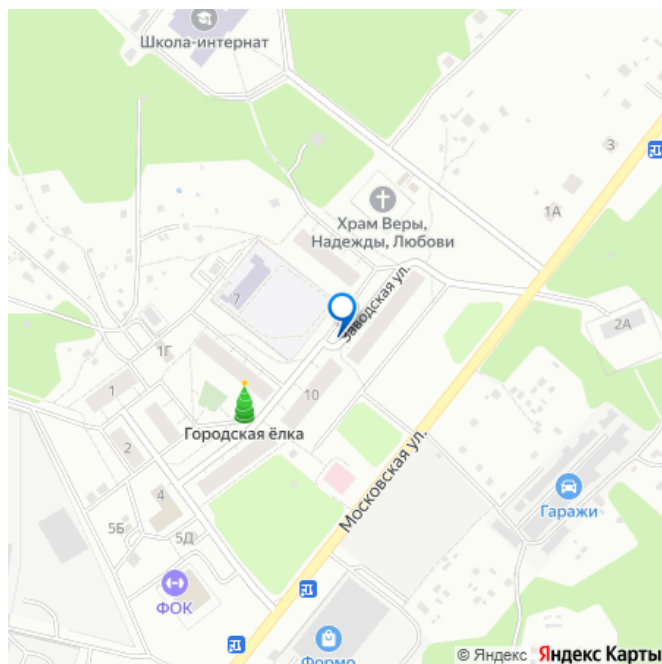 Школа-интернат
3
1А
Храм Веры,
Надежды, Любови
Заводская ул.
7
2А
1Г
1
10
Городская ёлка
2
Московская ул.
4
Гаражи
5Б
5Д
ФОК
Формо
© Яндекс Яндекс Карты